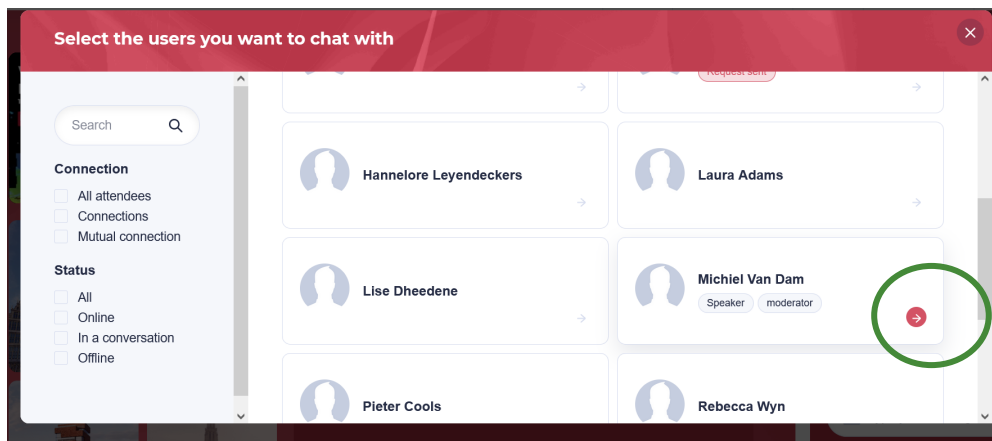 Select the users you want to chat with
Request sent
Search
Connection
All attendees
Connections
Mutual connection
Status
All
Online
In a conversation
Offline
Hannelore Leyendeckers
Laura Adams
Lise Dheedene
Michiel Van Dam
Speaker moderator
Pieter Cools
Rebecca Wyn